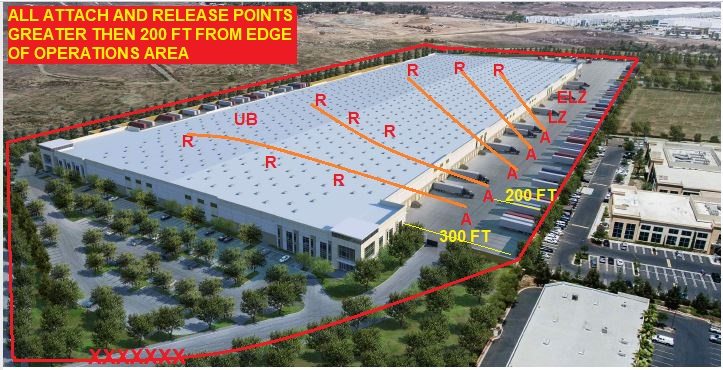 ALL ATTACH AND RELEASE POINTS
GREATER THEN 200 FT FROM EDGE
OF OPERATIONS AREA
R R R
ELZ
R
UB
R
LZ
R
A
R
A
R
R
A
A
200 FT
A
300 FT
XXXXXXX